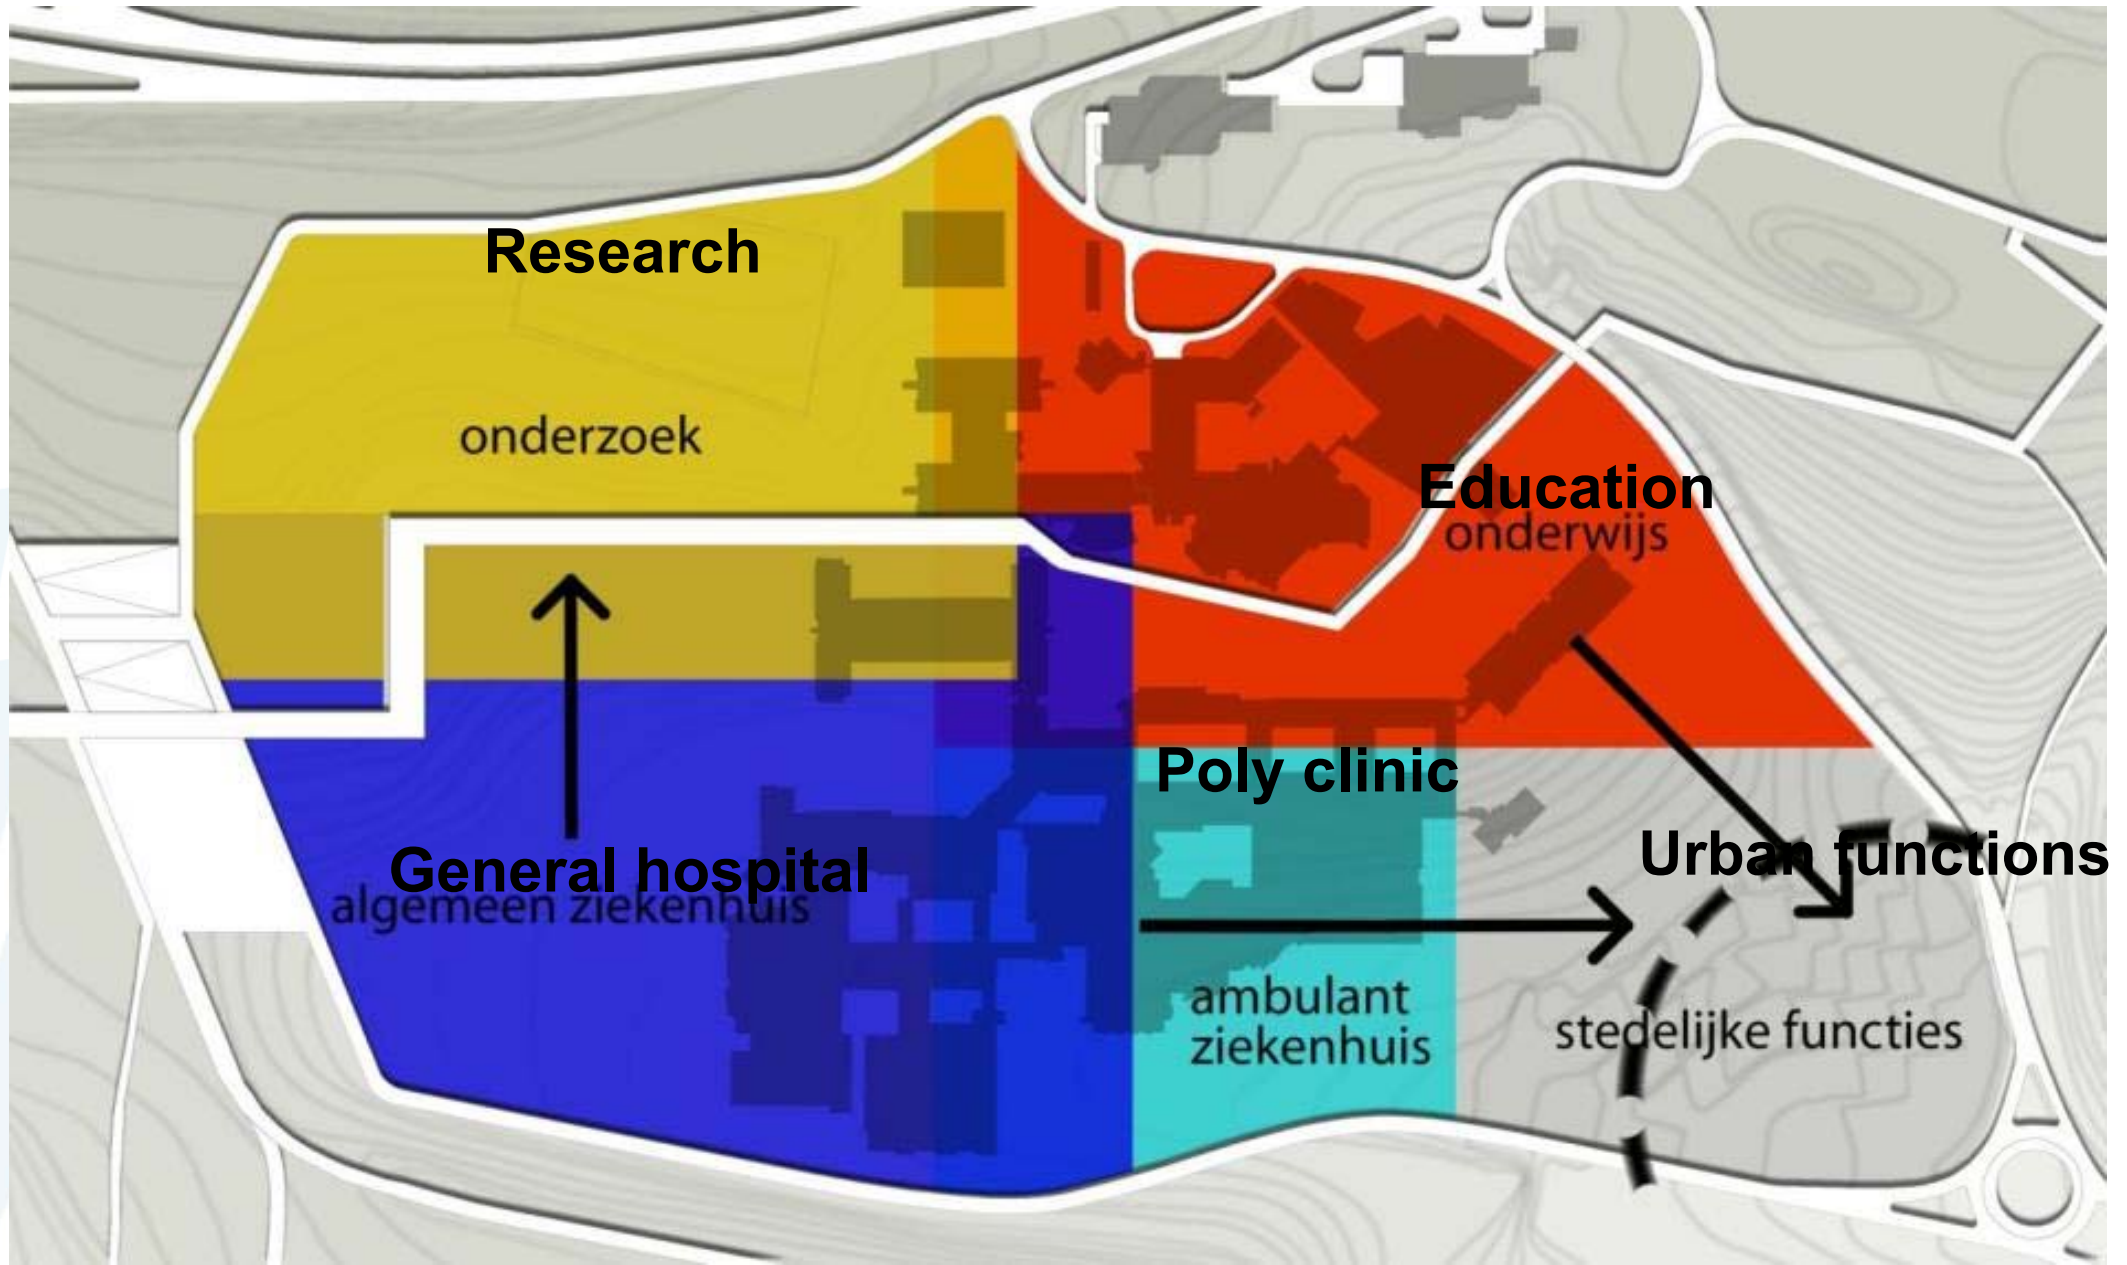 Research
onderzoek
Education
onderwijs
Poly clinic
Urban functions
General hospital
algemeen ziekenhuis
ambulant
ziekenhuis
stedelijke functies